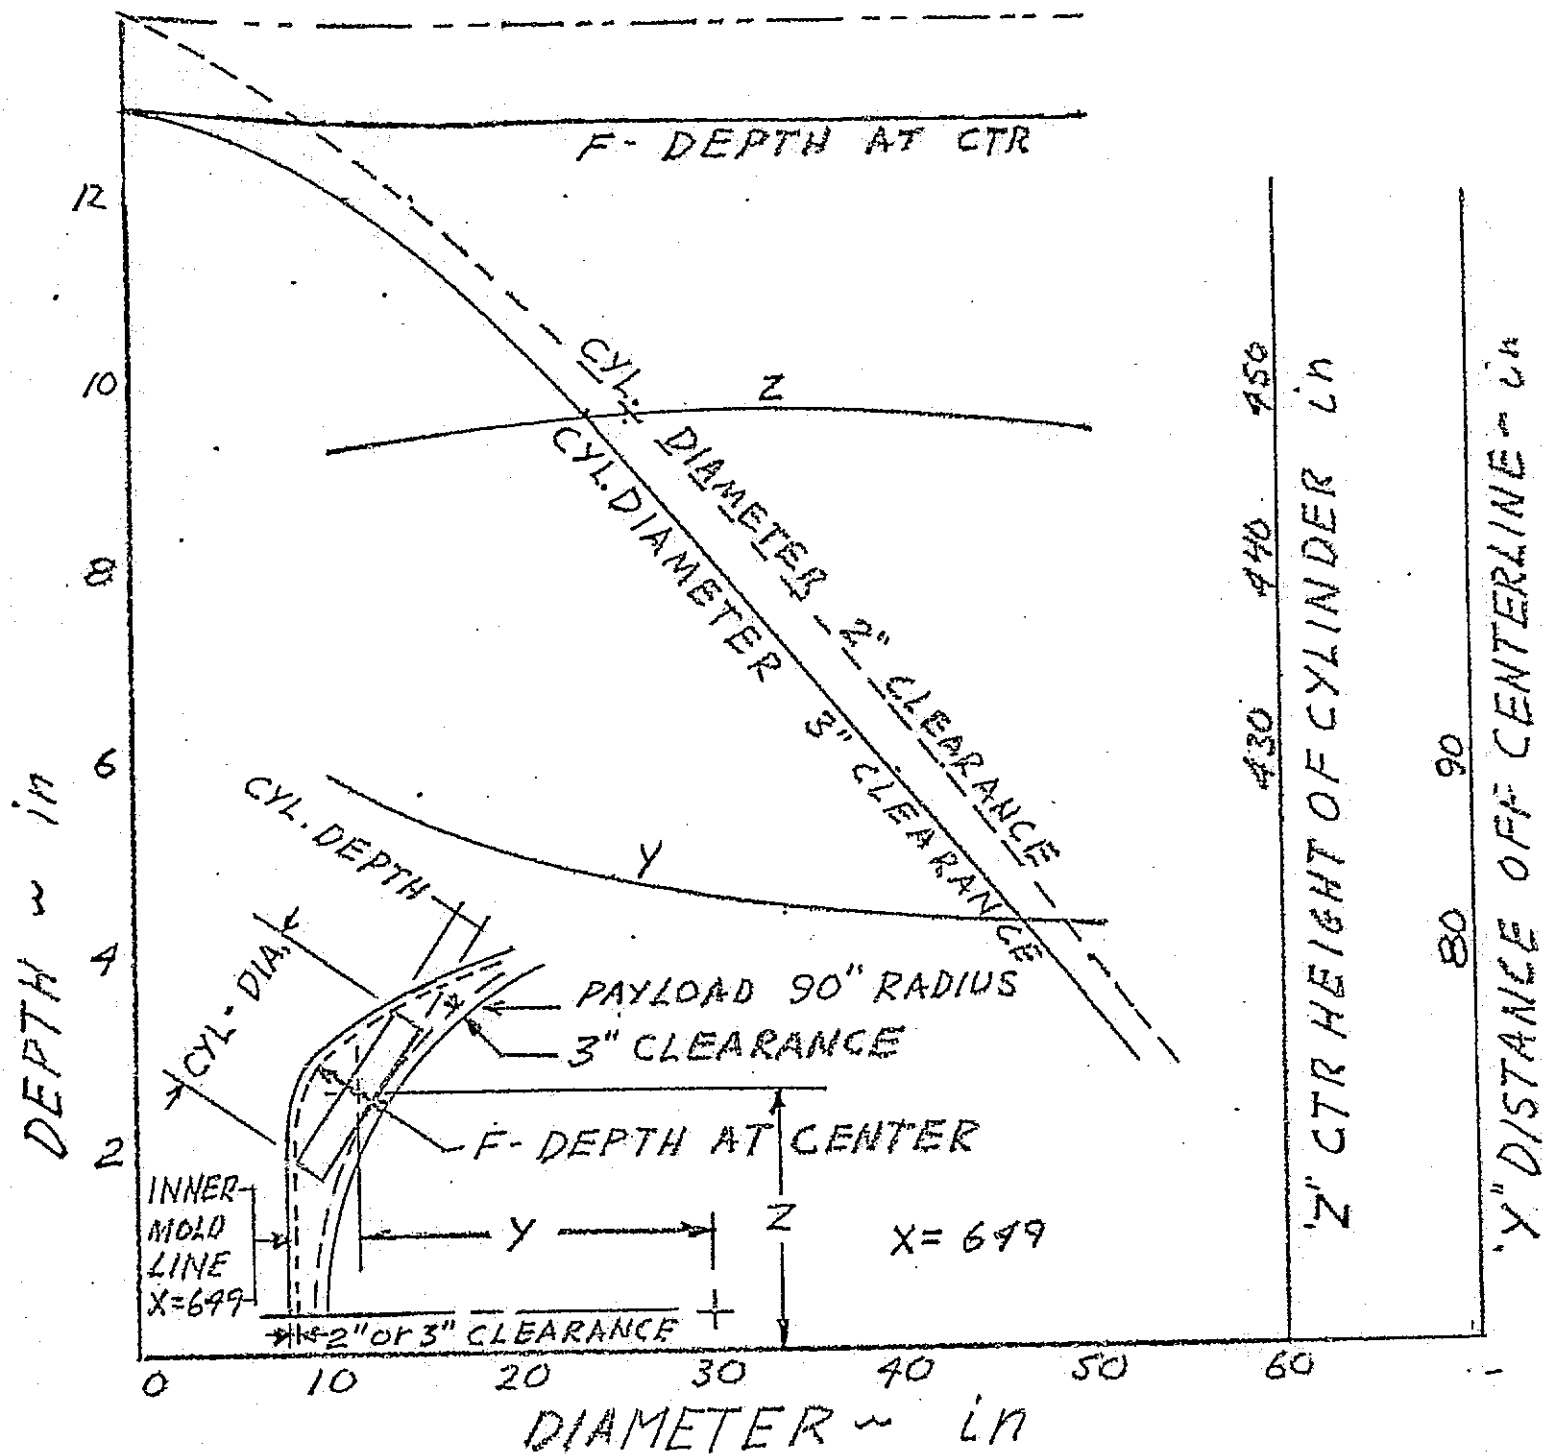 F- DEPTH AT CTR
12
10
8
6
4
2
DEPTH ~ in
CYL. DIAMETER 2" CLEARANCE
CYL. DIAMETER 3" CLEARANCE
Z
Y
450
440
430
"Z" CTR HEIGHT OF CYLINDER in
90
80
"Y" DISTANCE OFF CENTERLINE - in
CYL. DEPTH
CYL. DIA.
PAYLOAD 90" RADIUS
3" CLEARANCE
F- DEPTH AT CENTER
INNER
MOLD
LINE
X=649
Y
Z
X= 649
2" or 3" CLEARANCE
0 10 20 30 40 50 60
DIAMETER ~ in